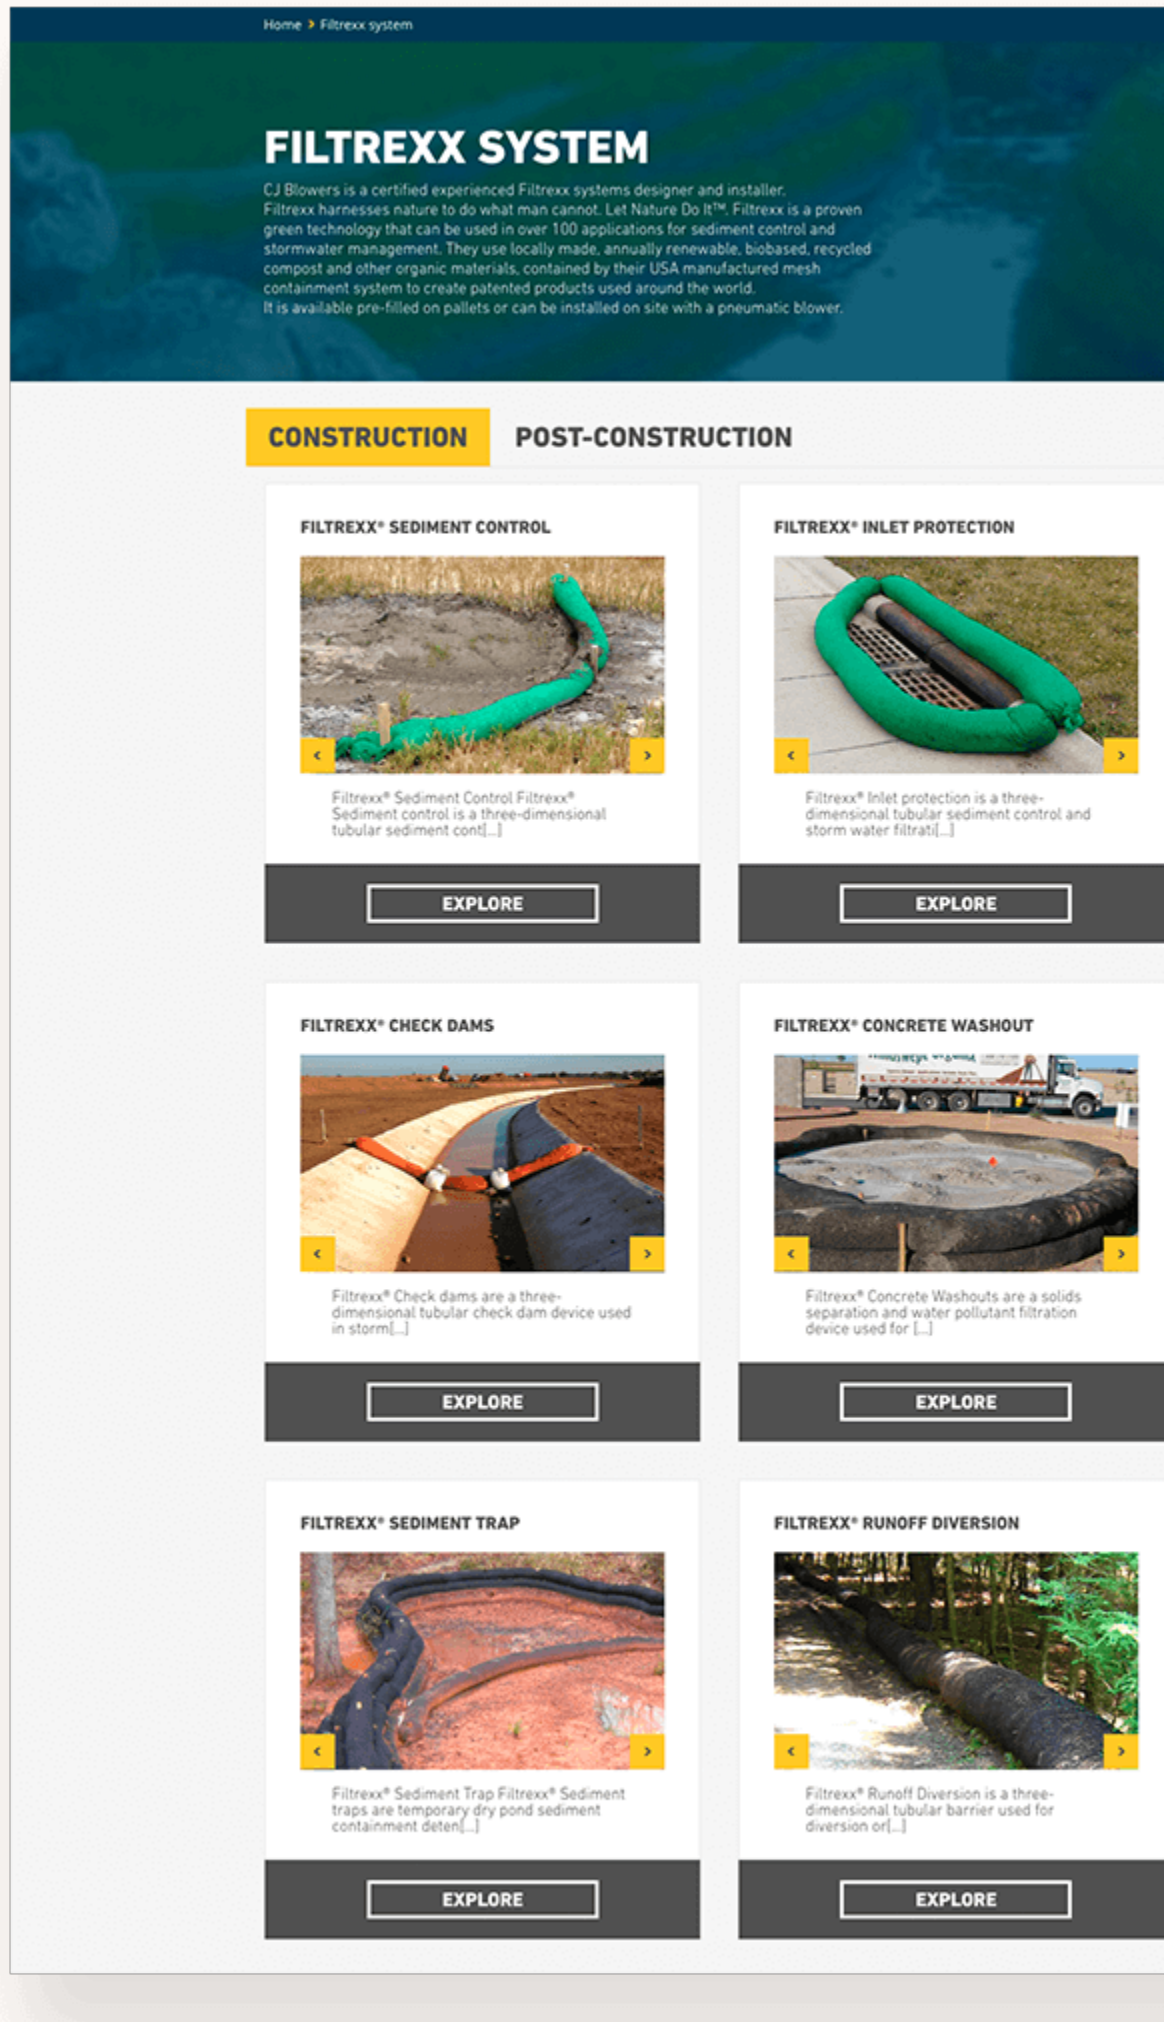 Home > Filtrexx system
FILTREXX SYSTEM
CJ Blowers is a certified experienced Filtrexx systems designer and installer.
Filtrexx harnesses nature to do what man cannot. Let Nature Do It™. Filtrexx is a proven
green technology that can be used in over 100 applications for sediment control and
stormwater management. They use locally made, annually renewable, biobased, recycled
compost and other organic materials, contained by their USA manufactured mesh
containment system to create patented products used around the world.
It is available pre-filled on pallets or can be installed on site with a pneumatic blower.
CONSTRUCTION POST-CONSTRUCTION
FILTREXX® SEDIMENT CONTROL
Filtrexx® Sediment Control Filtrexx®
Sediment control is a three-dimensional
tubular sediment cont[...]
EXPLORE
FILTREXX® INLET PROTECTION
Filtrexx® Inlet protection is a three-
dimensional tubular sediment control and
storm water filtrati[...]
EXPLORE
FILTREXX® CHECK DAMS
Filtrexx® Check dams are a three-
dimensional tubular check dam device used
in storm[...]
EXPLORE
FILTREXX® CONCRETE WASHOUT
Filtrexx® Concrete Washouts are a solids
separation and water pollutant filtration
device used for [...]
EXPLORE
FILTREXX® SEDIMENT TRAP
Filtrexx® Sediment Trap Filtrexx® Sediment
traps are temporary dry pond sediment
containment deten[...]
EXPLORE
FILTREXX® RUNOFF DIVERSION
Filtrexx® Runoff Diversion is a three-
dimensional tubular barrier used for
diversion or[...]
EXPLORE